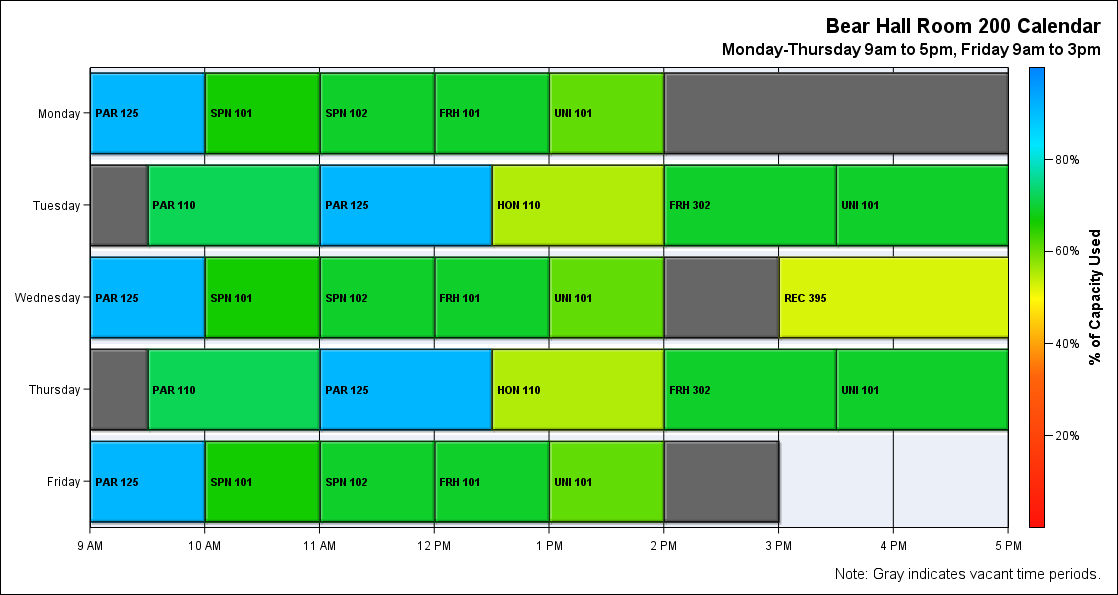 Bear Hall Room 200 Calendar
Monday-Thursday 9am to 5pm, Friday 9am to 3pm
Monday PAR 125 SPN 101 SPN 102 FRH 101 UNI 101
80%
Tuesday PAR 110 PAR 125 HON 110 FRH 302 UNI 101
60%
% of Capacity Used
Wednesday PAR 125 SPN 101 SPN 102 FRH 101 UNI 101 REC 395
40%
Thursday PAR 110 PAR 125 HON 110 FRH 302 UNI 101
20%
Friday PAR 125 SPN 101 SPN 102 FRH 101 UNI 101
9 AM 10 AM 11 AM 12 PM 1 PM 2 PM 3 PM 4 PM 5 PM
Note: Gray indicates vacant time periods.